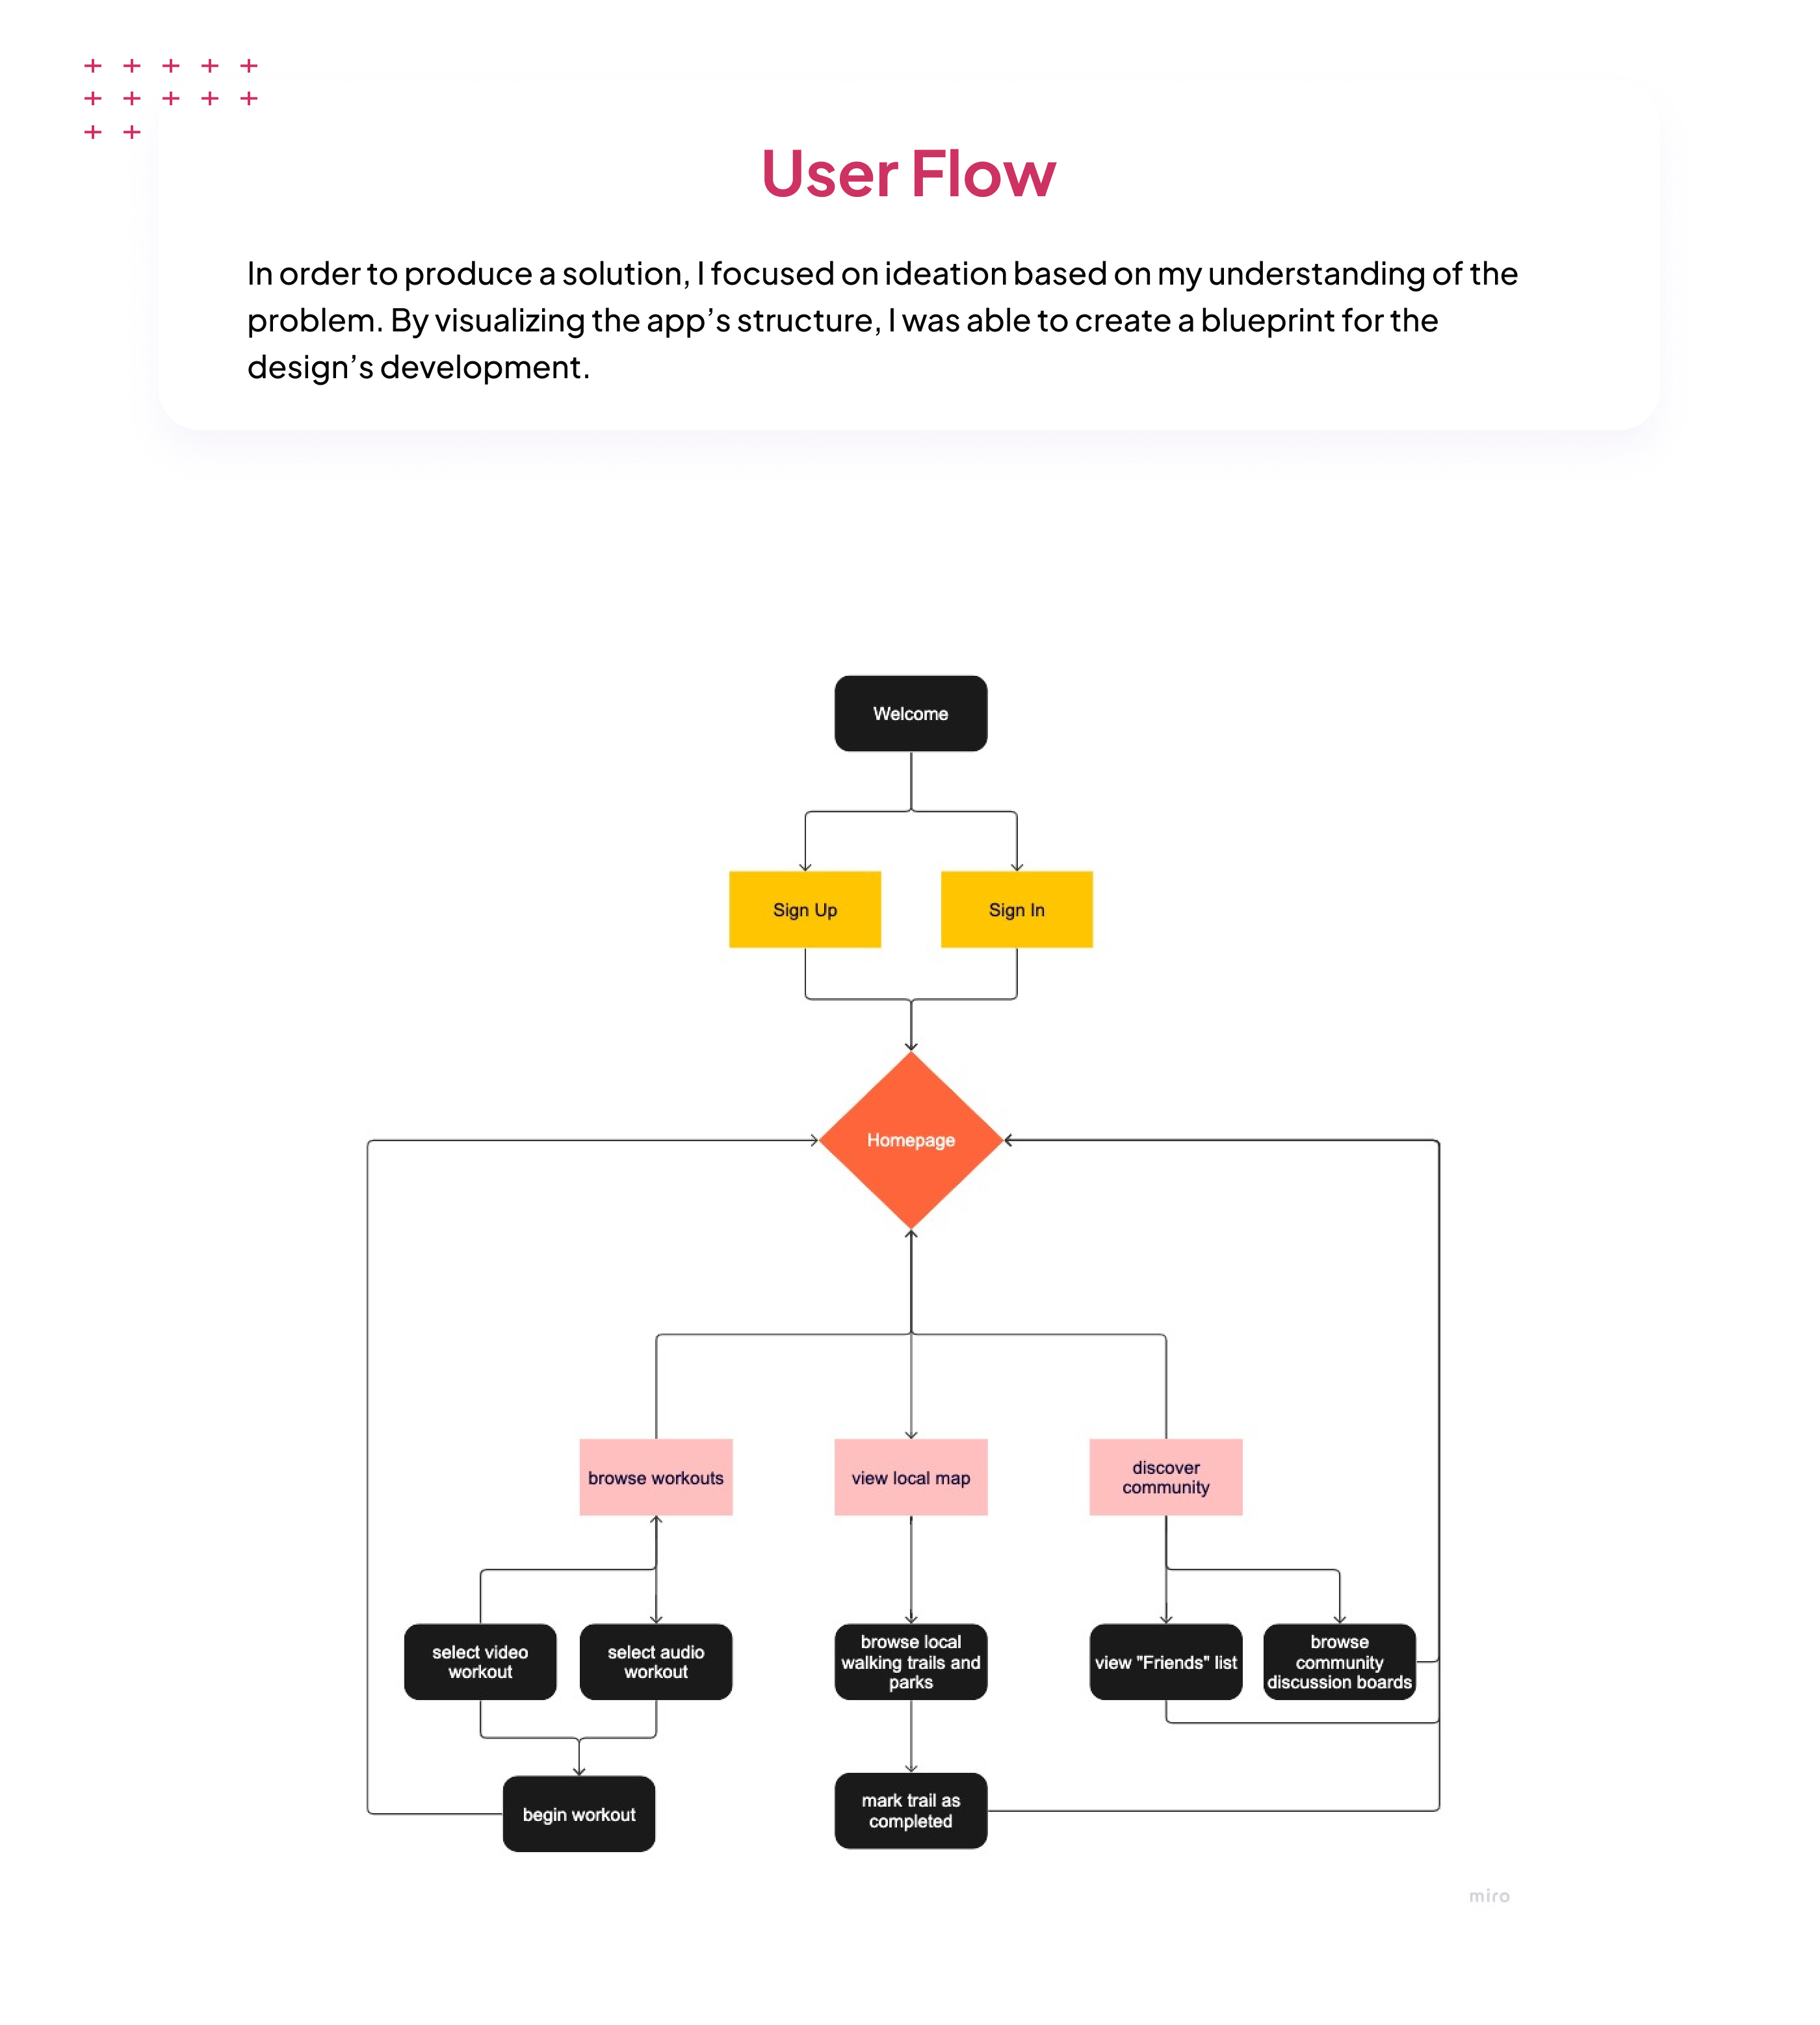 User Flow
In order to produce a solution, I focused on ideation based on my understanding of the
problem. By visualizing the app’s structure, I was able to create a blueprint for the
design’s development.
Welcome
Sign Up
Sign In
Homepage
browse workouts
view local map
discover
community
select video
workout
select audio
workout
browse local
walking trails and
parks
view "Friends" list
browse
community
discussion boards
begin workout
mark trail as
completed
miro